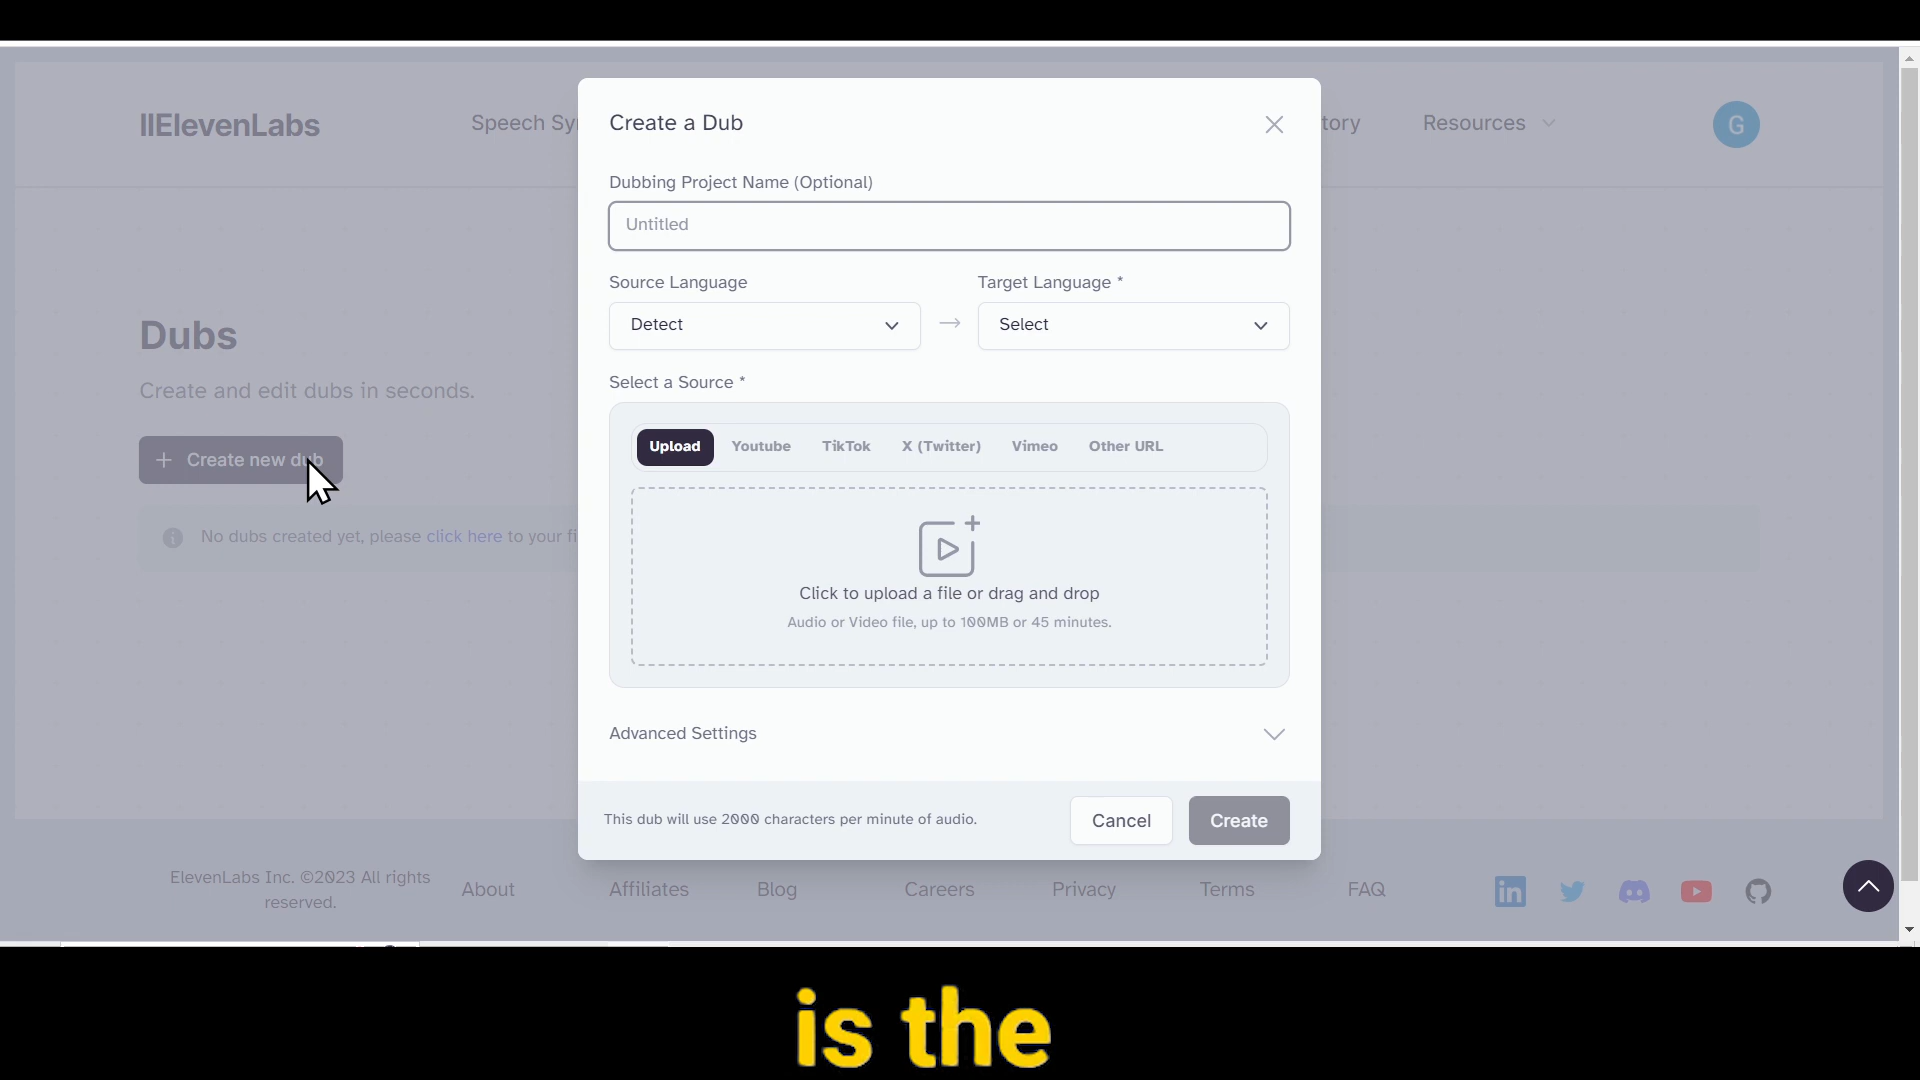 IIElevenLabs
Speech Sy
tory
Resources
G
Create a Dub
Dubbing Project Name (Optional)
Untitled
Source Language
Target Language *
Detect
Select
Select a Source *
Upload
Youtube
TikTok
X (Twitter)
Vimeo
Other URL
Click to upload a file or drag and drop
Audio or Video file, up to 100MB or 45 minutes.
Advanced Settings
This dub will use 2000 characters per minute of audio.
Cancel
Create
Dubs
Create and edit dubs in seconds.
+ Create new dub
No dubs created yet, please click here to your fi
ElevenLabs Inc. ©2023 All rights
reserved.
About
Affiliates
Blog
Careers
Privacy
Terms
FAQ
is the